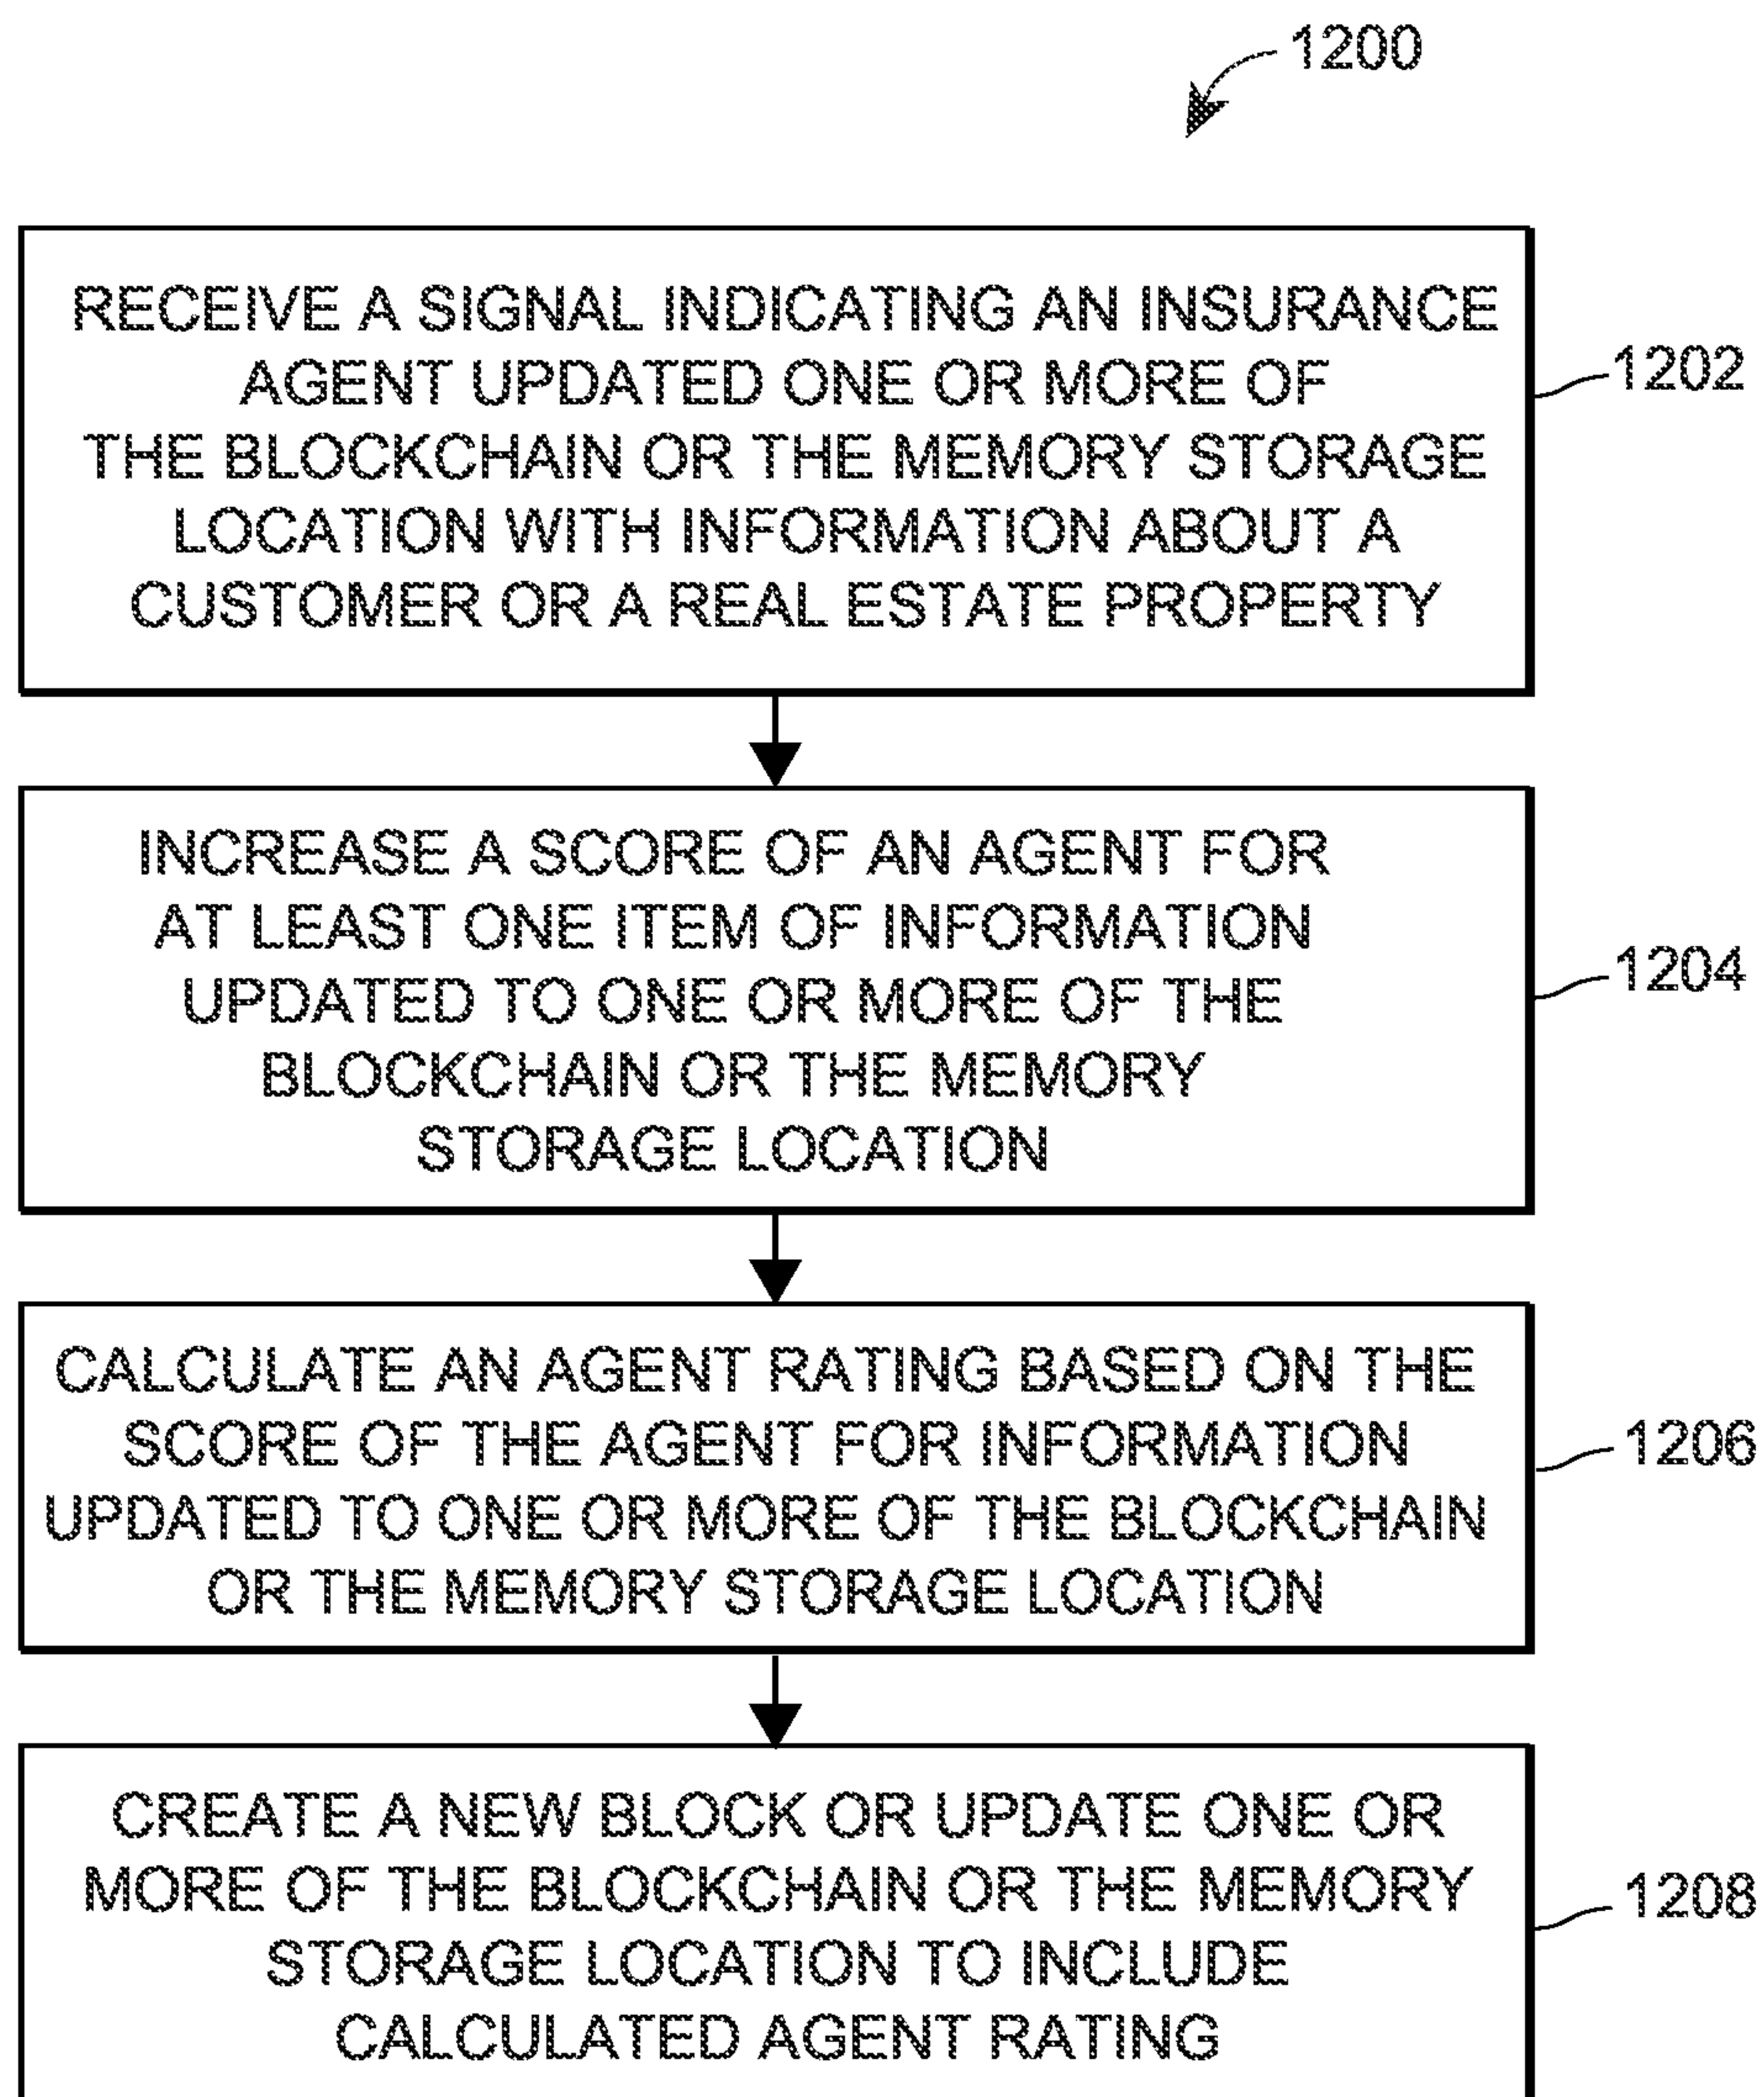 1200
RECEIVE A SIGNAL INDICATING AN INSURANCE
AGENT UPDATED ONE OR MORE OF
THE BLOCKCHAIN OR THE MEMORY STORAGE
LOCATION WITH INFORMATION ABOUT A
CUSTOMER OR A REAL ESTATE PROPERTY
1202
INCREASE A SCORE OF AN AGENT FOR
AT LEAST ONE ITEM OF INFORMATION
UPDATED TO ONE OR MORE OF THE
BLOCKCHAIN OR THE MEMORY
STORAGE LOCATION
1204
CALCULATE AN AGENT RATING BASED ON THE
SCORE OF THE AGENT FOR INFORMATION
UPDATED TO ONE OR MORE OF THE BLOCKCHAIN
OR THE MEMORY STORAGE LOCATION
1206
CREATE A NEW BLOCK OR UPDATE ONE OR
MORE OF THE BLOCKCHAIN OR THE MEMORY
STORAGE LOCATION TO INCLUDE
CALCULATED AGENT RATING
1208